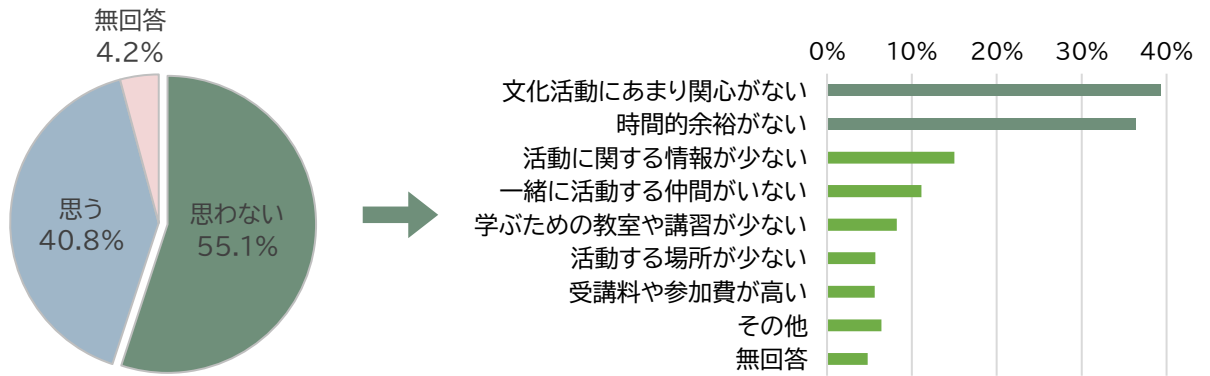 無回答
4.2%
思う
40.8%
思わない
55.1%
0%
10%
20%
30%
40%
文化活動にあまり関心がない
時間的余裕がない
活動に関する情報が少ない
一緒に活動する仲間がいない
学ぶための教室や講習が少ない
活動する場所が少ない
受講料や参加費が高い
その他
無回答